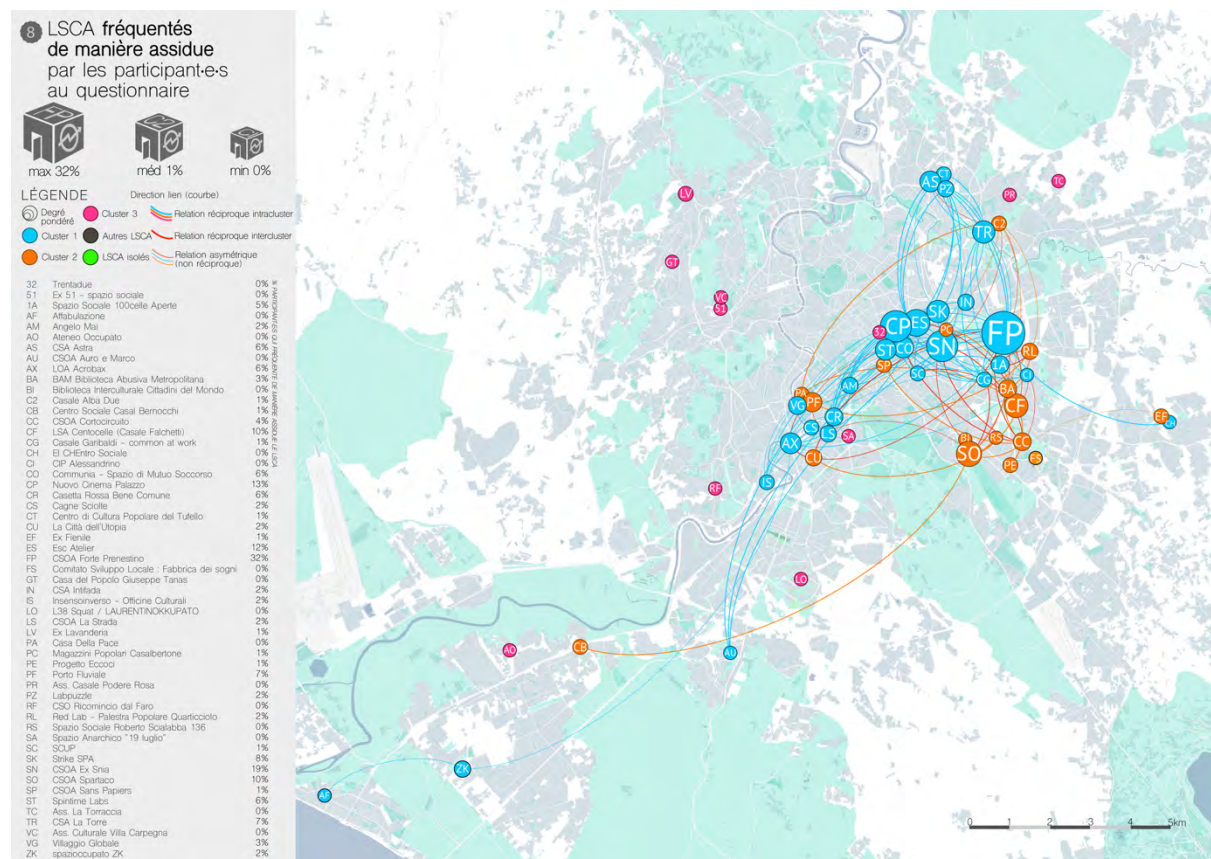 8 LSCA fréquentés
de manière assidue
par les participant·e·s
au questionnaire
FP C2
max 32% méd 1% min 0%
LÉGENDE Direction lien (courbe)
Degré pondéré Cluster 3 Relation réciproque intracluster
Cluster 1 Autres LSCA Relation réciproque intercluster
Cluster 2 LSCA isolés Relation asymétrique (non réciproque)
% PARTICIPANT·E·S QUI FRÉQUENTE DE MANIÈRE ASSIDUE LE LSCA
32 Trentadue 0%
51 Ex 51 - spazio sociale 0%
1A Spazio Sociale 100celle Aperte 5%
AF Affabulazione 0%
AM Angelo Mai 2%
AO Ateneo Occupato 0%
AS CSA Astra 6%
AU CSOA Auro e Marco 0%
AX LOA Acrobax 6%
BA BAM Biblioteca Abusiva Metropolitana 3%
BI Biblioteca Interculturale Cittadini del Mondo 0%
C2 Casale Alba Due 1%
CB Centro Sociale Casal Bernocchi 1%
CC CSOA Cortocircuito 4%
CF LSA Centocelle (Casale Falchetti) 10%
CG Casale Garibaldi - common at work 1%
CH El CHEntro Sociale 0%
CI CIP Alessandrino 0%
CO Communia - Spazio di Mutuo Soccorso 6%
CP Nuovo Cinema Palazzo 13%
CR Casetta Rossa Bene Comune 6%
CS Cagne Sciolte 2%
CT Centro di Cultura Popolare del Tufello 1%
CU La Città dell'Utopia 2%
EF Ex Fienile 1%
ES Esc Atelier 12%
FP CSOA Forte Prenestino 32%
FS Comitato Sviluppo Locale : Fabbrica dei sogni 0%
GT Casa del Popolo Giuseppe Tanas 0%
IN CSA Intifada 2%
IS Insensoinverso - Officine Culturali 2%
LO L38 Squat / LAURENTINOKKUPATO 0%
LS CSOA La Strada 2%
LV Ex Lavanderia 1%
PA Casa Della Pace 0%
PC Magazzini Popolari Casalbertone 1%
PE Progetto Eccoci 1%
PF Porto Fluviale 7%
PR Ass. Casale Podere Rosa 0%
PZ Labpuzzle 2%
RF CSO Ricomincio dal Faro 0%
RL Red Lab - Palestra Popolare Quarticciolo 2%
RS Spazio Sociale Roberto Scialabba 136 0%
SA Spazio Anarchico "19 luglio" 0%
SC SCUP 1%
SK Strike SPA 8%
SN CSOA Ex Snia 19%
SO CSOA Spartaco 10%
SP CSOA Sans Papiers 1%
ST Spintime Labs 6%
TC Ass. La Torraccia 0%
TR CSA La Torre 7%
VC Ass. Culturale Villa Carpegna 0%
VG Villaggio Globale 3%
ZK spazioccupato ZK 2%
CT
AS PZ
TC
LV PR
TR C2
GT
VC
51
IN
SK
32 CP ES PC FP
ST CO SN RL
SP SC 1A
CG CI
AM BA
PA
VG PF CF
CR EF CH
CS LS SA
AX BI RS CC
CU SO PE FS
IS RF
LO
AO CB AU
ZK
AF
0 1 2 3 4 5km